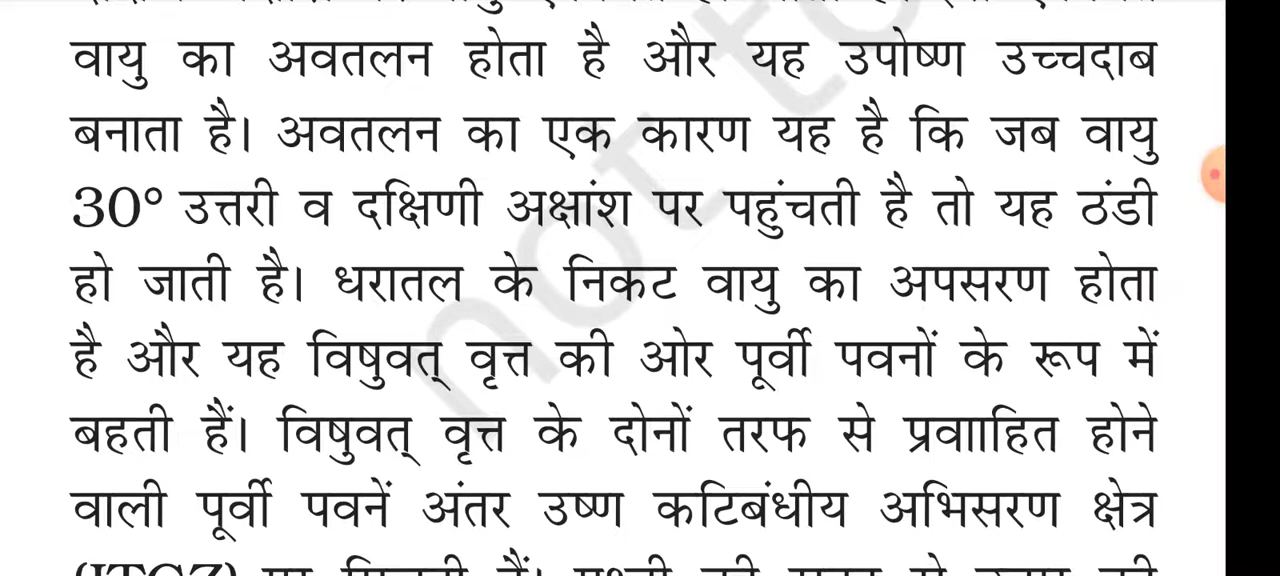 वायु का अवतलन होता है और यह उपोष्ण उच्चदाब
बनाता है। अवतलन का एक कारण यह है कि जब वायु
30° उत्तरी व दक्षिणी अक्षांश पर पहुंचती है तो यह ठंडी
हो जाती है। धरातल के निकट वायु का अपसरण होता
है और यह विषुवत् वृत्त की ओर पूर्वी पवनों के रूप में
बहती हैं। विषुवत् वृत्त के दोनों तरफ से प्रवााहित होने
वाली पूर्वी पवनें अंतर उष्ण कटिबंधीय अभिसरण क्षेत्र